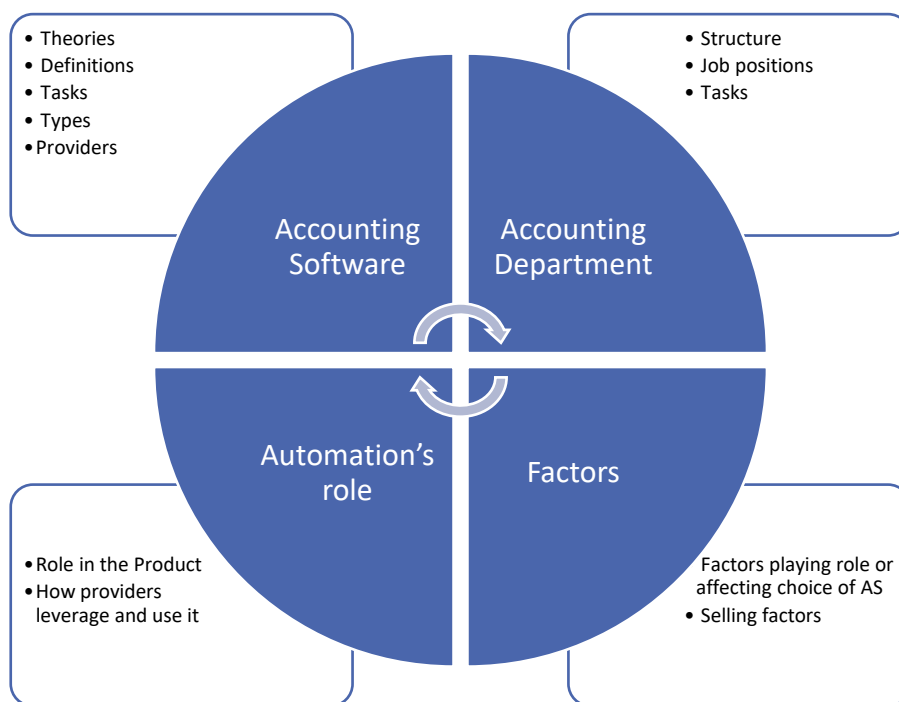 • Theories
• Definitions
• Tasks
• Types
•Providers
• Structure
• Job positions
• Tasks
Accounting
Software
Accounting
Department
Automation’s
role
Factors
•Role in the Product
•How providers
leverage and use it
Factors playing role or
affecting choice of AS
• Selling factors